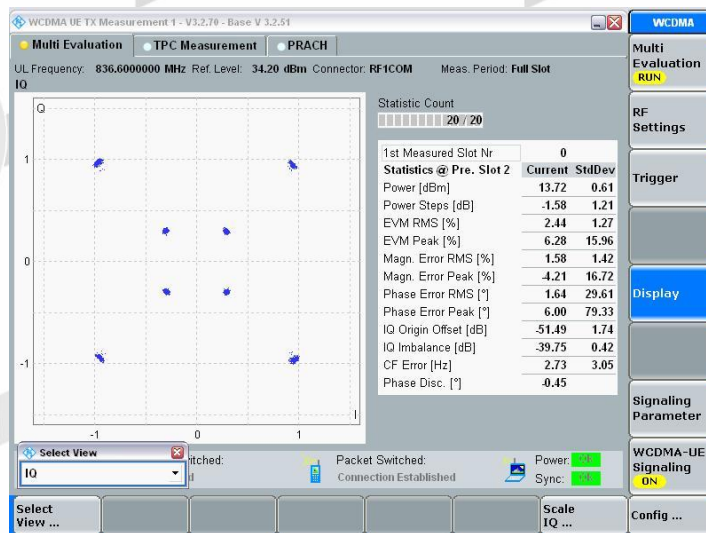 WCDMA UE TX Measurement 1 - V3.2.70 - Base V 3.2.51
WCDMA
Multi Evaluation
TPC Measurement
PRACH
UL Frequency: 836.6000000 MHz Ref. Level: 34.20 dBm Connector: RF1COM Meas. Period: Full Slot
IQ
Q
1
0
-1
-1 0 1
I
Statistic Count
20 / 20
1st Measured Slot Nr 0
Statistics @ Pre. Slot 2 Current StdDev
Power [dBm] 13.72 0.61
Power Steps [dB] -1.58 1.21
EVM RMS [%] 2.44 1.27
EVM Peak [%] 6.28 15.96
Magn. Error RMS [%] 1.58 1.42
Magn. Error Peak [%] -4.21 16.72
Phase Error RMS [°] 1.64 29.61
Phase Error Peak [°] 6.00 79.33
IQ Origin Offset [dB] -51.49 1.74
IQ Imbalance [dB] -39.75 0.42
CF Error [Hz] 2.73 3.05
Phase Disc. [°] -0.45
Select View
IQ
Packet Switched:
Connection Established
Power:
Sync:
Multi
Evaluation
RUN
RF
Settings
Trigger
Display
Signaling
Parameter
WCDMA-UE
Signaling
ON
Select
View ...
Scale
IQ ...
Config ...